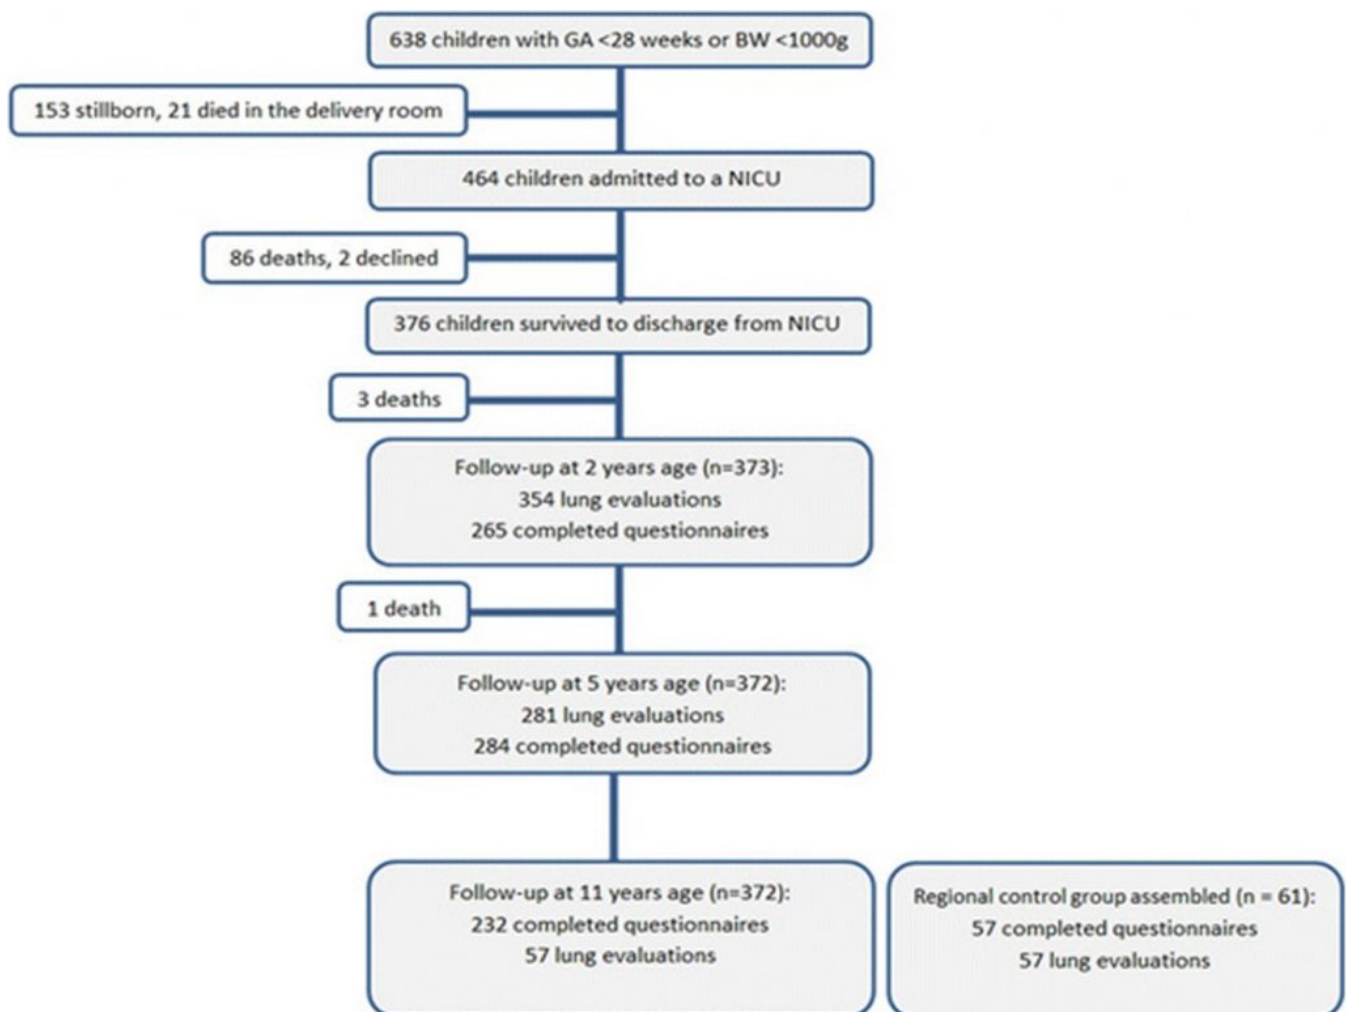 638 children with GA <28 weeks or BW <1000g
153 stillborn, 21 died in the delivery room
464 children admitted to a NICU
86 deaths, 2 declined
376 children survived to discharge from NICU
3 deaths
Follow-up at 2 years age (n=373):
354 lung evaluations
265 completed questionnaires
1 death
Follow-up at 5 years age (n=372):
281 lung evaluations
284 completed questionnaires
Follow-up at 11 years age (n=372):
232 completed questionnaires
57 lung evaluations
Regional control group assembled (n = 61):
57 completed questionnaires
57 lung evaluations